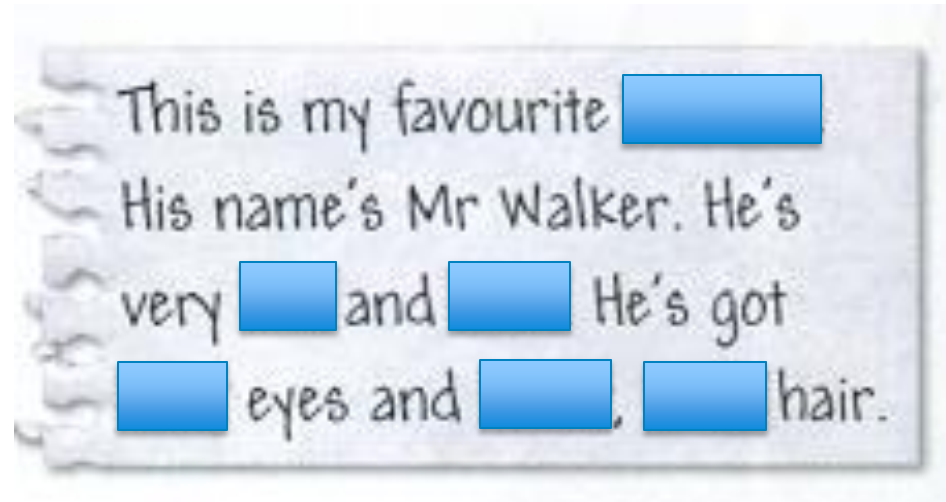 This is my favourite .
His name's Mr Walker. He's
very and He's got
eyes and , hair.